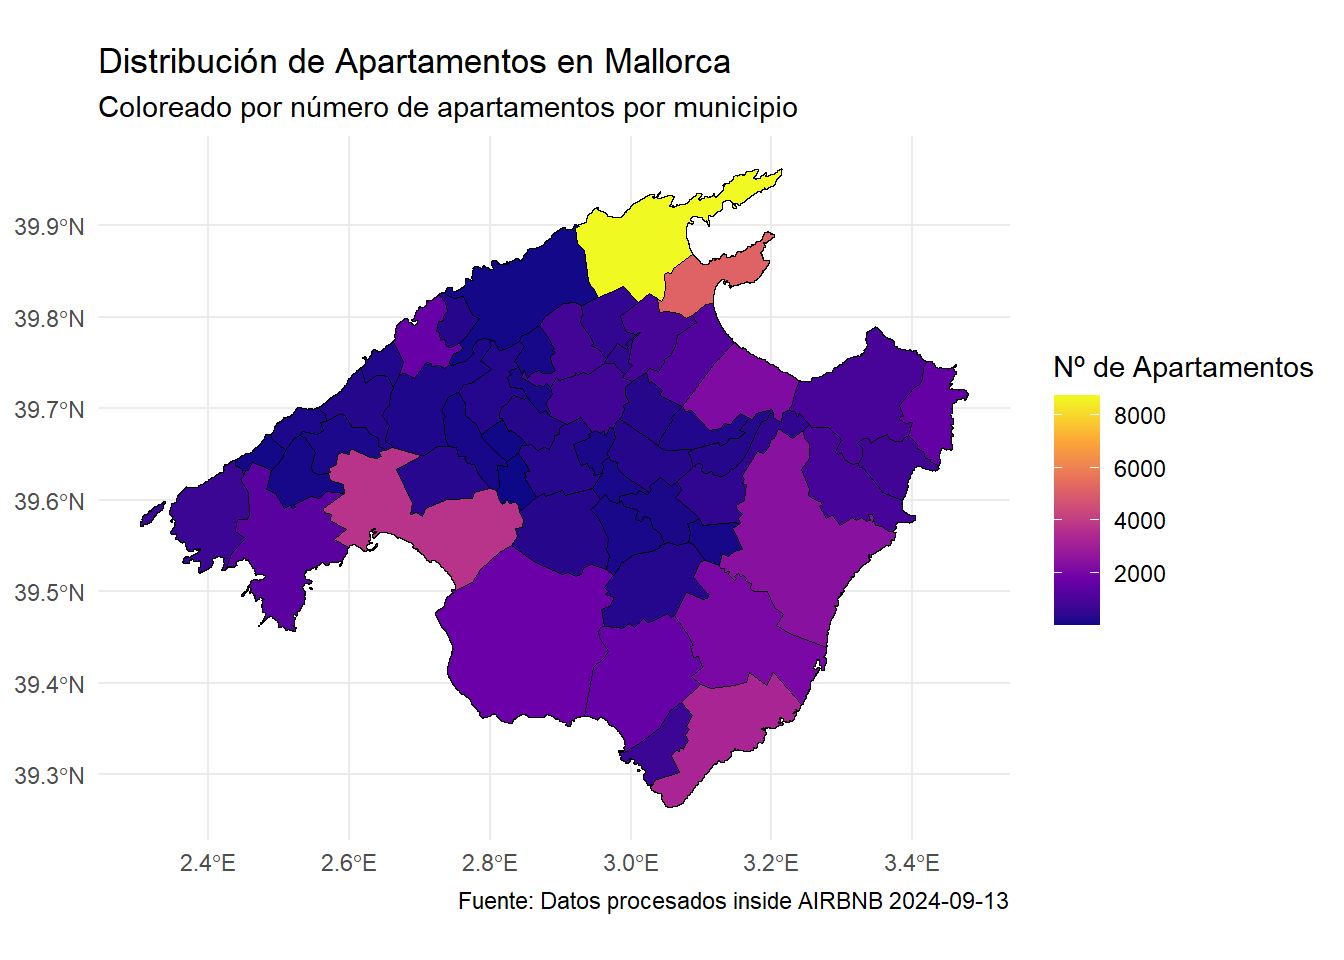 Distribución de Apartamentos en Mallorca
Coloreado por número de apartamentos por municipio
39.9°N
39.8°N
39.7°N
39.6°N
39.5°N
39.4°N
39.3°N
2.4°E
2.6°E
2.8°E
3.0°E
3.2°E
3.4°E
Nº de Apartamentos
8000
6000
4000
2000
Fuente: Datos procesados inside AIRBNB 2024-09-13